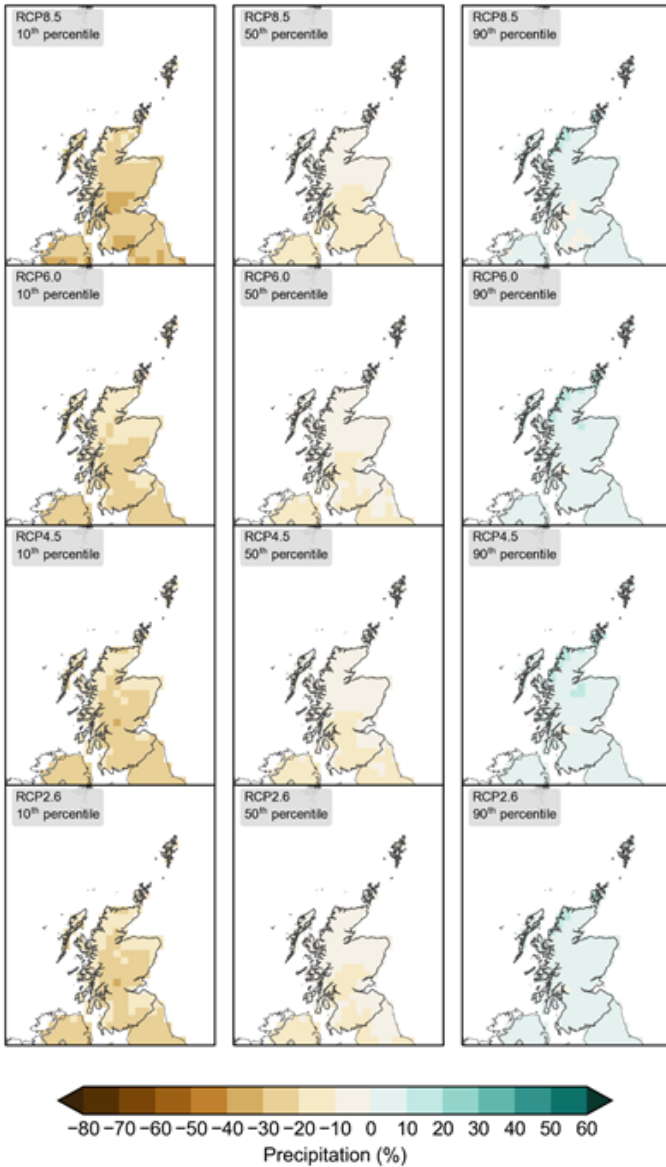 RCP8.5
10th percentile
RCP8.5
50th percentile
RCP8.5
90th percentile
RCP6.0
10th percentile
RCP6.0
50th percentile
RCP6.0
90th percentile
RCP4.5
10th percentile
RCP4.5
50th percentile
RCP4.5
90th percentile
RCP2.6
10th percentile
RCP2.6
50th percentile
RCP2.6
90th percentile
−80 −70 −60 −50 −40 −30 −20 −10 0 10 20 30 40 50 60
Precipitation (%)